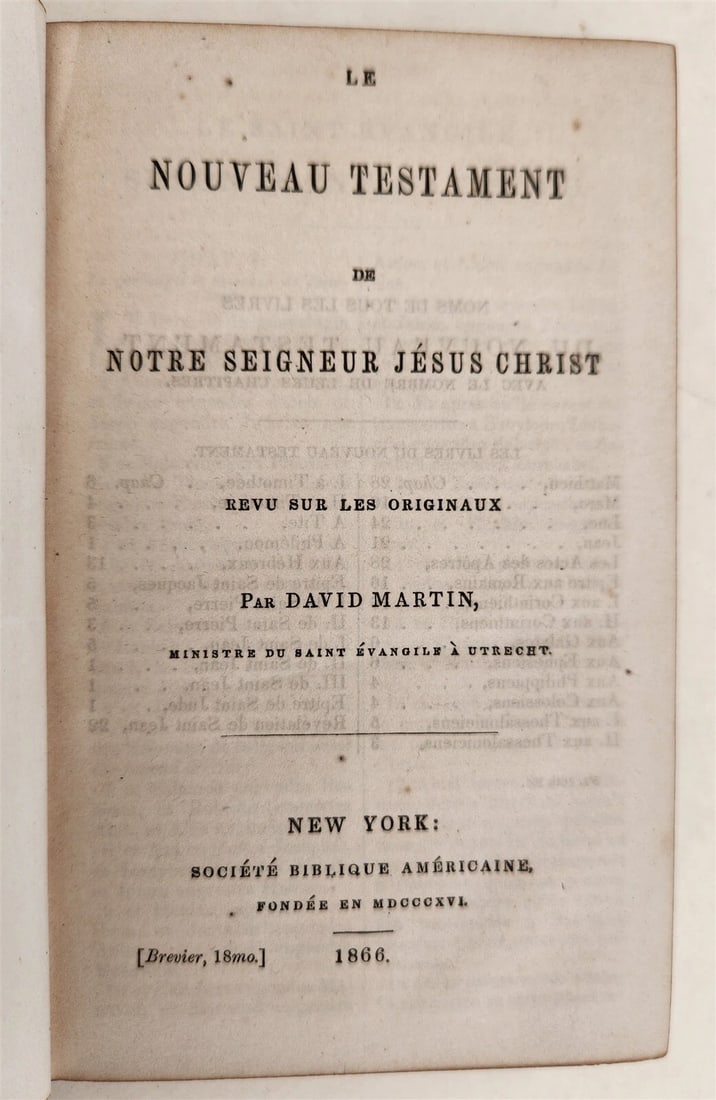 LE
NOUVEAU TESTAMENT
DE
NOTRE SEIGNEUR JÉSUS CHRIST
REVU SUR LES ORIGINAUX
PAR DAVID MARTIN,
MINISTRE DU SAINT ÉVANGILE À UTRECHT.
NEW YORK:
SOCIÉTÉ BIBLIQUE AMÉRICAINE,
FONDÉE EN MDCCCXVI.
[Brevier, 18mo.] 1866.